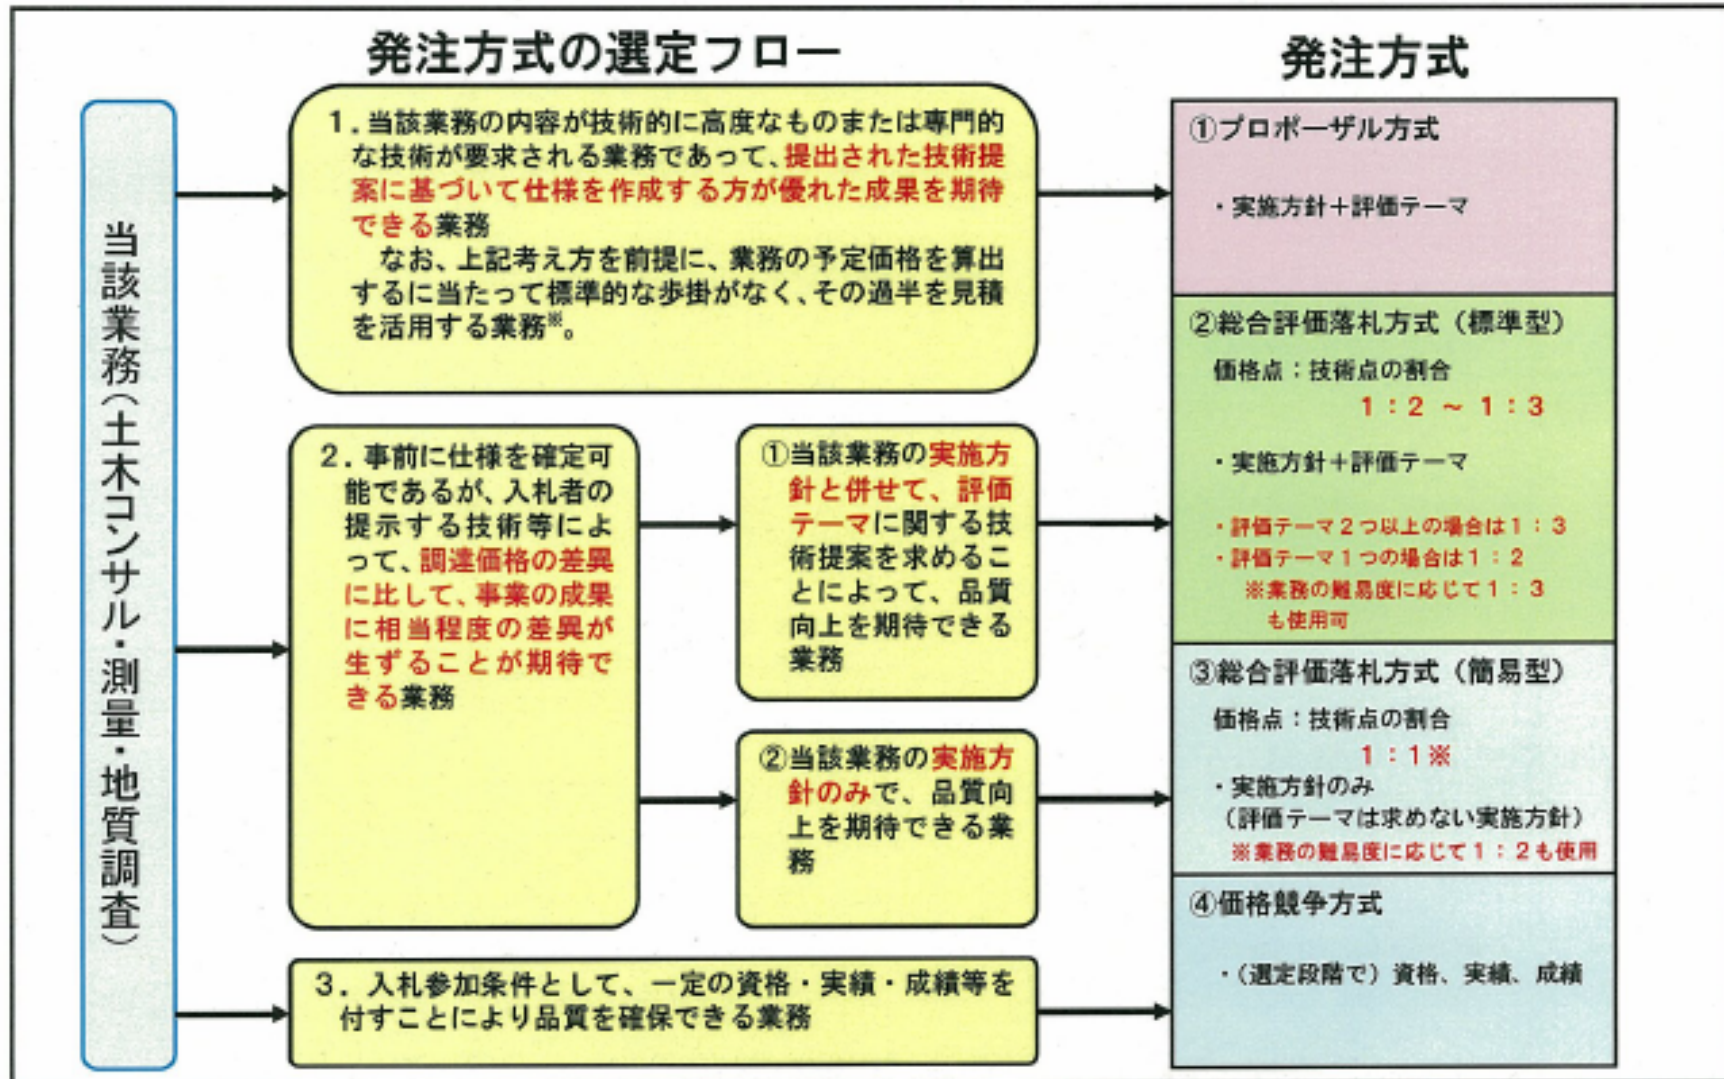 発注方式の選定フロー
発注方式
当該業務(土木コンサル・測量・地質調査)
1.当該業務の内容が技術的に高度なものまたは専門的
な技術が要求される業務であって、提出された技術提
案に基づいて仕様を作成する方が優れた成果を期待
できる業務
なお、上記考え方を前提に、業務の予定価格を算出
するに当たって標準的な歩掛がなく、その過半を見積
を活用する業務※。
2.事前に仕様を確定可
能であるが、入札者の
提示する技術等によ
って、調達価格の差異
に比して、事業の成果
に相当程度の差異が
生ずることが期待で
きる業務
①当該業務の実施方
針と併せて、評価
テーマに関する技
術提案を求めるこ
とによって、品質
向上を期待できる
業務
②当該業務の実施方
針のみで、品質向
上を期待できる業
務
3.入札参加条件として、一定の資格・実績・成績等を
付すことにより品質を確保できる業務
①プロポーザル方式
・実施方針+評価テーマ
②総合評価落札方式(標準型)
価格点:技術点の割合
1:2 ~ 1:3
・実施方針+評価テーマ
・評価テーマ2つ以上の場合は1:3
・評価テーマ1つの場合は1:2
※業務の難易度に応じて1:3
も使用可
③総合評価落札方式(簡易型)
価格点:技術点の割合
1:1※
・実施方針のみ
(評価テーマは求めない実施方針)
※業務の難易度に応じて1:2も使用
④価格競争方式
・(選定段階で)資格、実績、成績